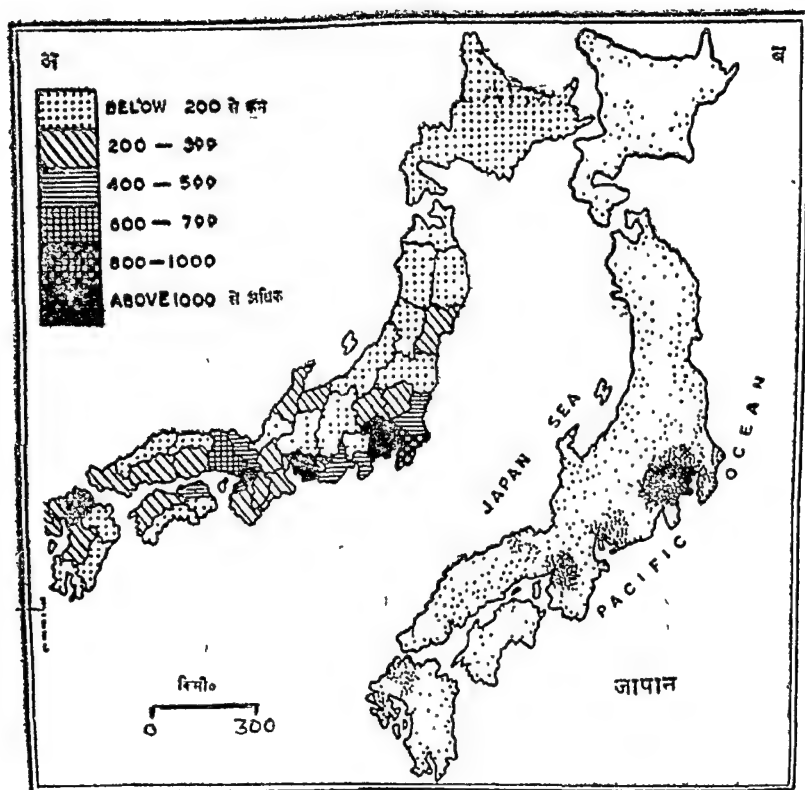 अ
ब
BELOW 200 से कम
200 — 399
400 — 599
600 — 799
800 — 1000
ABOVE 1000 से अधिक
JAPAN SEA
PACIFIC OCEAN
किमी०
0 300
जापान